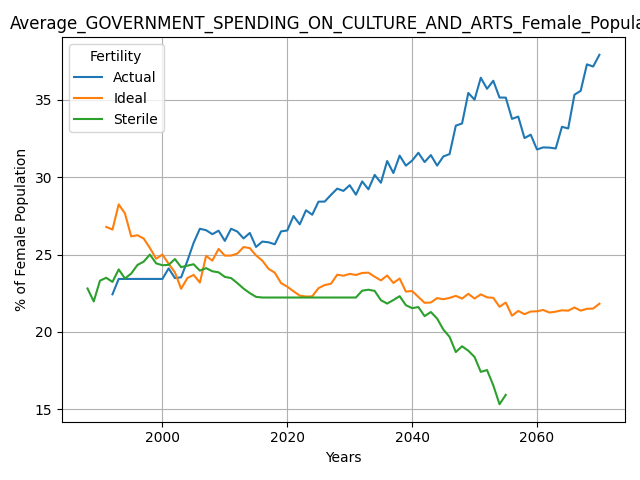 Average_GOVERNMENT_SPENDING_ON_CULTURE_AND_ARTS_Female_Popula
Fertility
Actual
Ideal
Sterile
35
30
25
20
15
% of Female Population
2000 2020 2040 2060
Years